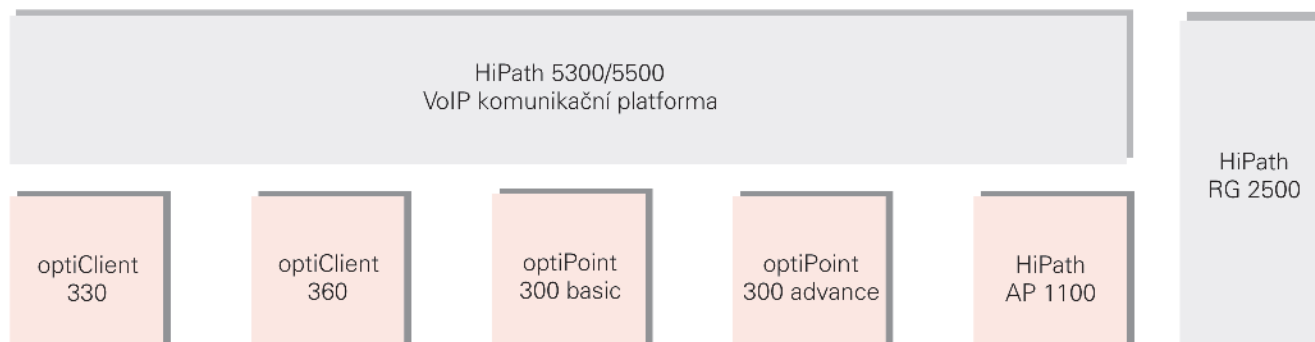 HiPath 5300/5500
VoIP komunikační platforma
HiPath
RG 2500
optiClient
330
optiClient
360
optiPoint
300 basic
optiPoint
300 advance
HiPath
AP 1100